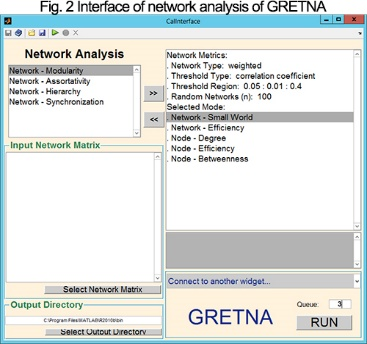 Fig. 2 Interface of network analysis of GRETNA
CalInterface
Network Analysis
Network - Modularity
Network - Assortativity
Network - Hierarchy
Network - Synchronization
>>
<<
Network Metrics:
. Network Type: weighted
. Threshold Type: correlation coefficient
. Threshold Region: 0.05 : 0.01 : 0.4
. Random Networks (n): 100
Selected Mode:
. Network - Small World
. Network - Efficiency
. Node - Degree
. Node - Efficiency
. Node - Betweenness
Input Network Matrix
Select Network Matrix
Output Directory
C:\Program Files\MATLAB\R2010b\bin
Select Output Directory
Connect to another widget...
GRETNA
Queue: 3
RUN